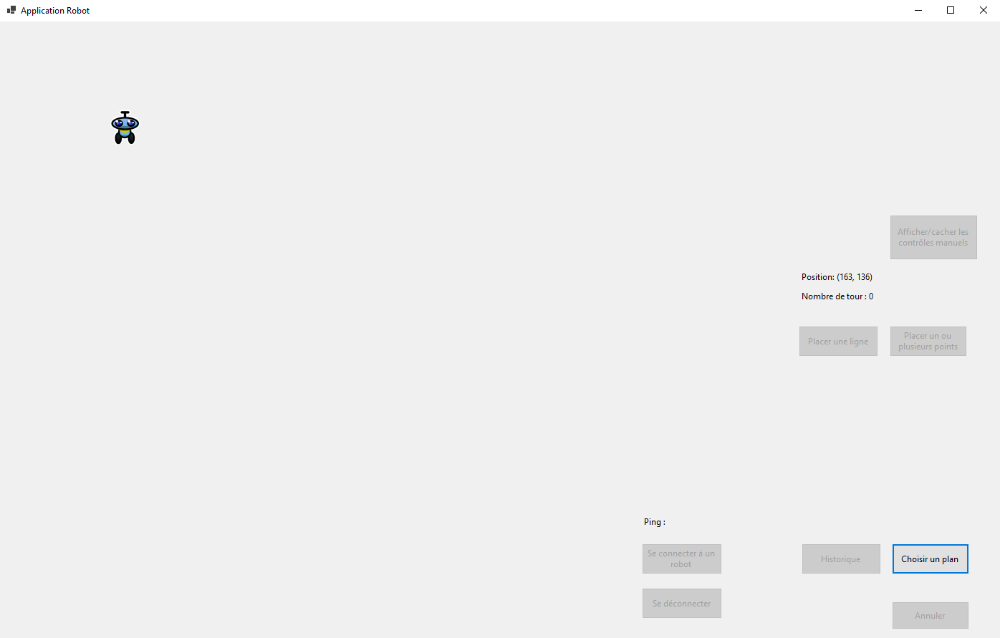 Application Robot
Afficher/cacher les
contrôles manuels
Position: (163, 136)
Nombre de tour : 0
Placer une ligne
Placer un ou
plusieurs points
Ping :
Se connecter à un
robot
Historique
Choisir un plan
Se déconnecter
Annuler